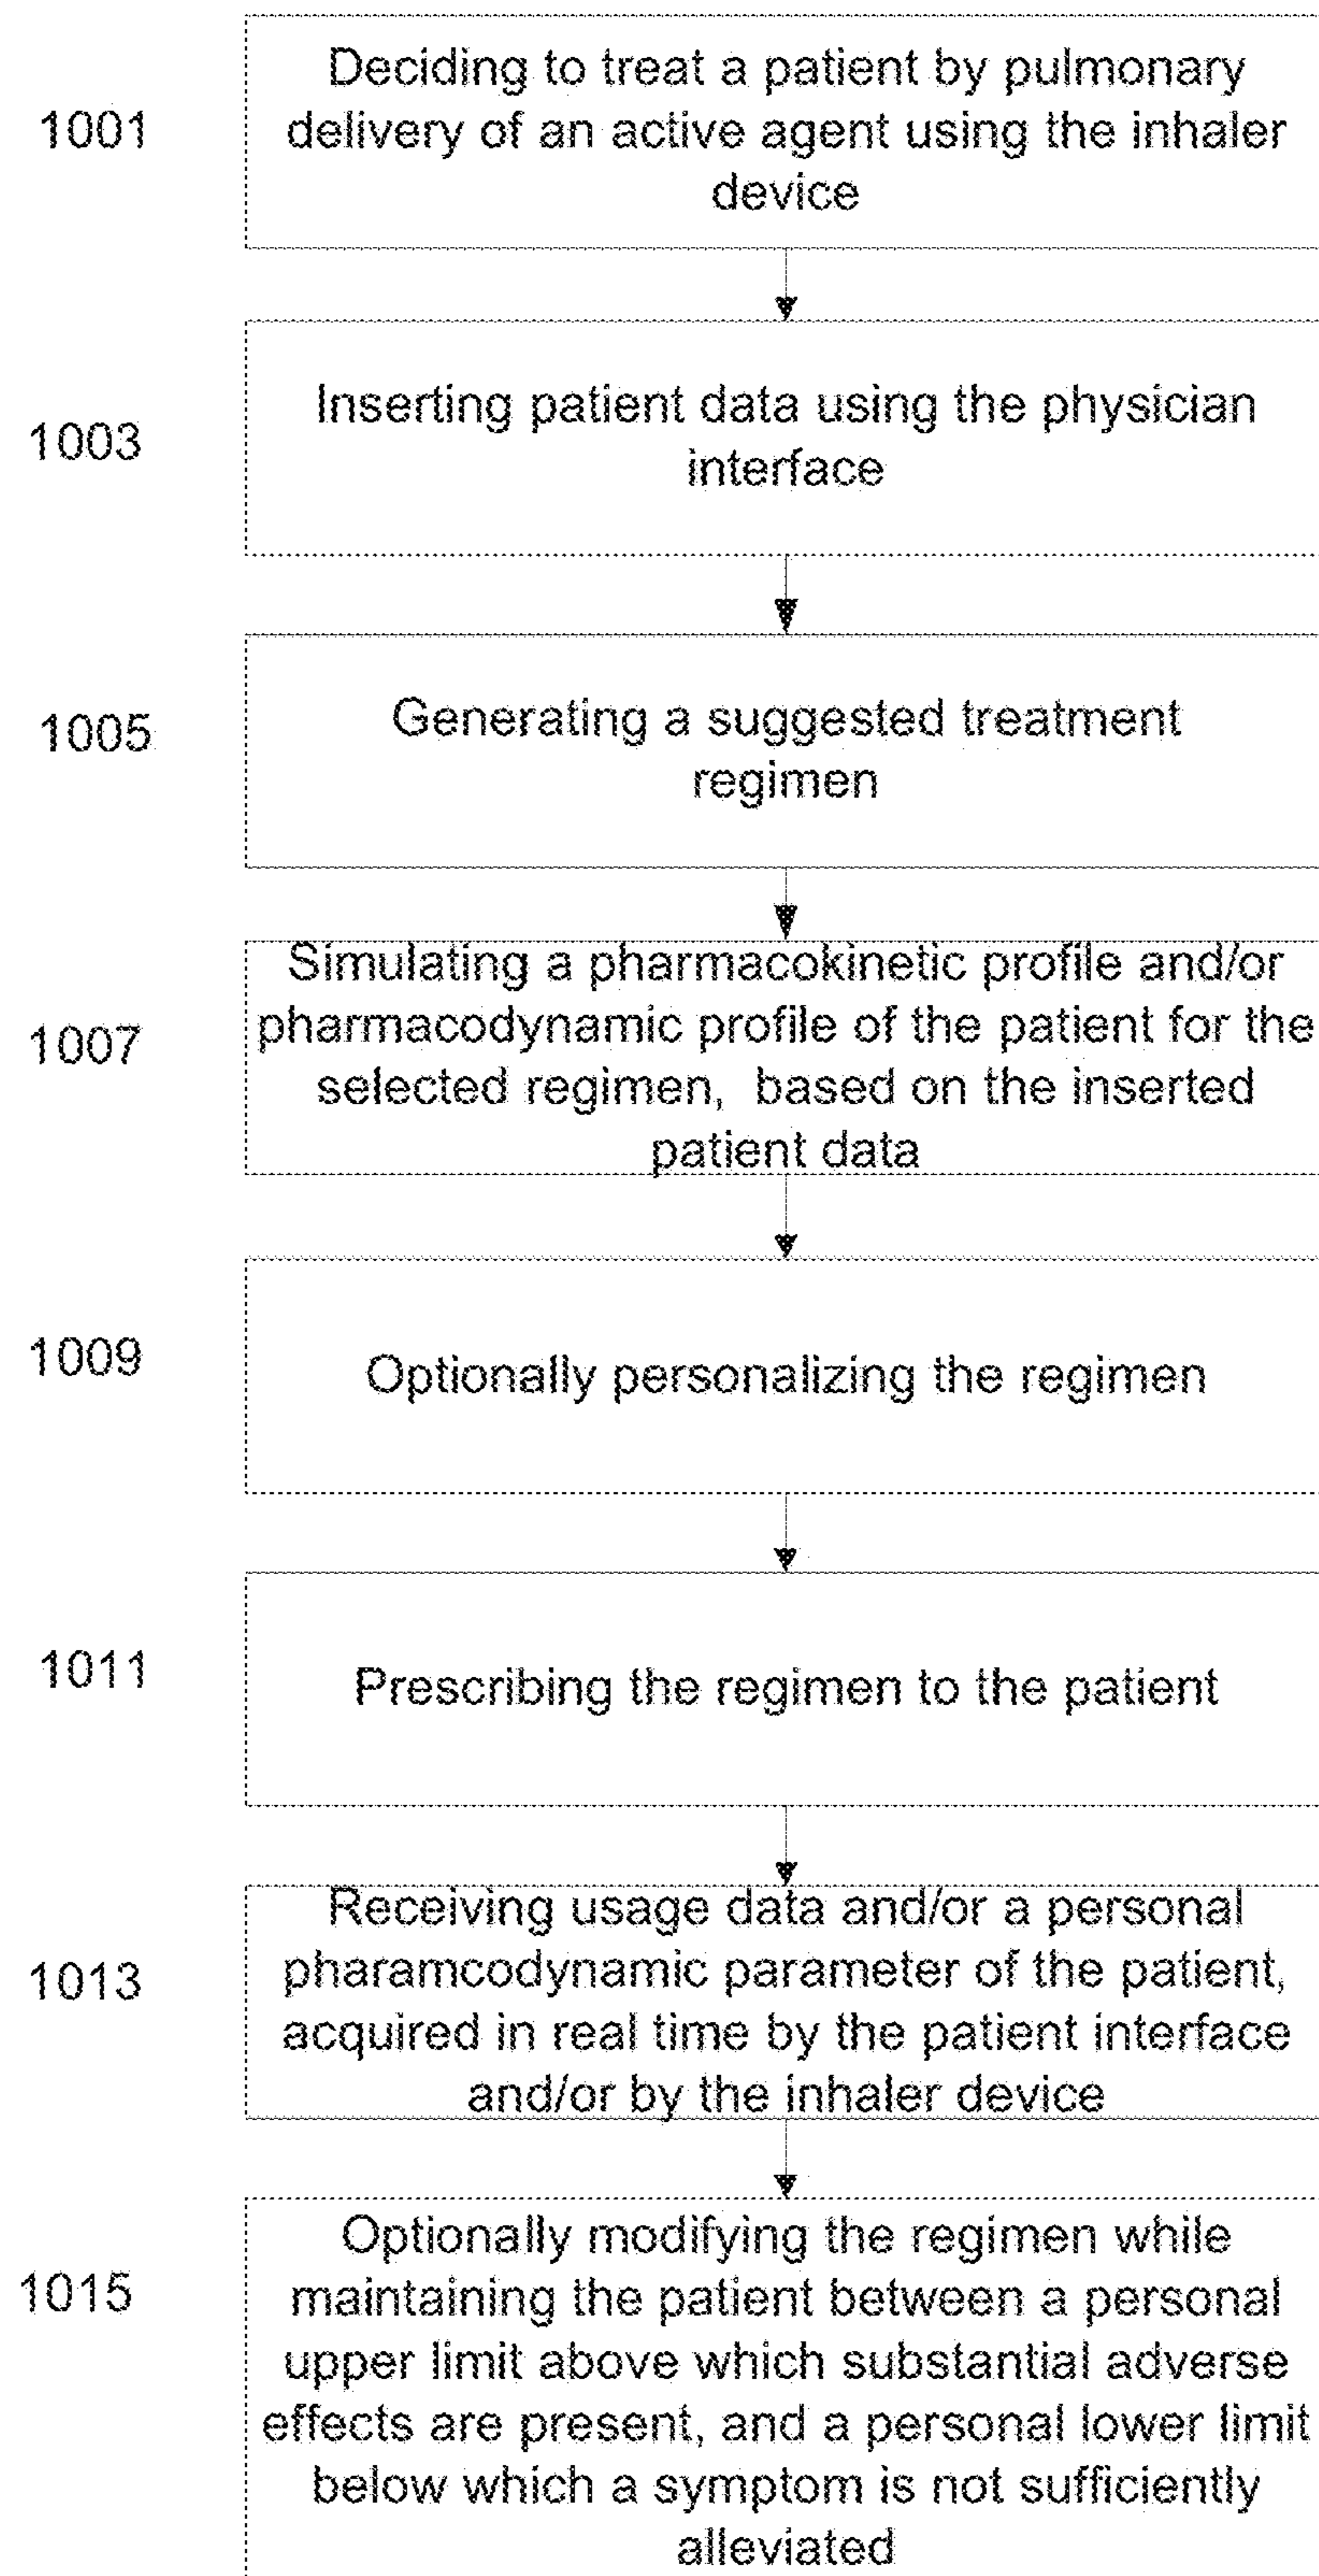 Deciding to treat a patient by pulmonary
1001
delivery of an active agent using the inhaler
device
Inserting patient data using the physician
1003
interface
1005
Generating a suggested treatment
regimen
Simulating a pharmacokinetic profile and/or
pharmacodynamic profile of the patient for the
1007
selected regimen, based on the inserted
patient data
1009
Optionally personalizing the regimen
1011
Prescribing the regimen to the patient
Receiving usage data and/or a personal
pharamcodynamic parameter of the patient,
1013
acquired in real time by the patient interface
and/or by the inhaler device
Optionally modifying the regimen while
1015
maintaining the patient between a personal
upper limit above which substantial adverse
effects are present, and a personal lower limit
below which a symptom is not sufficiently
alleviated